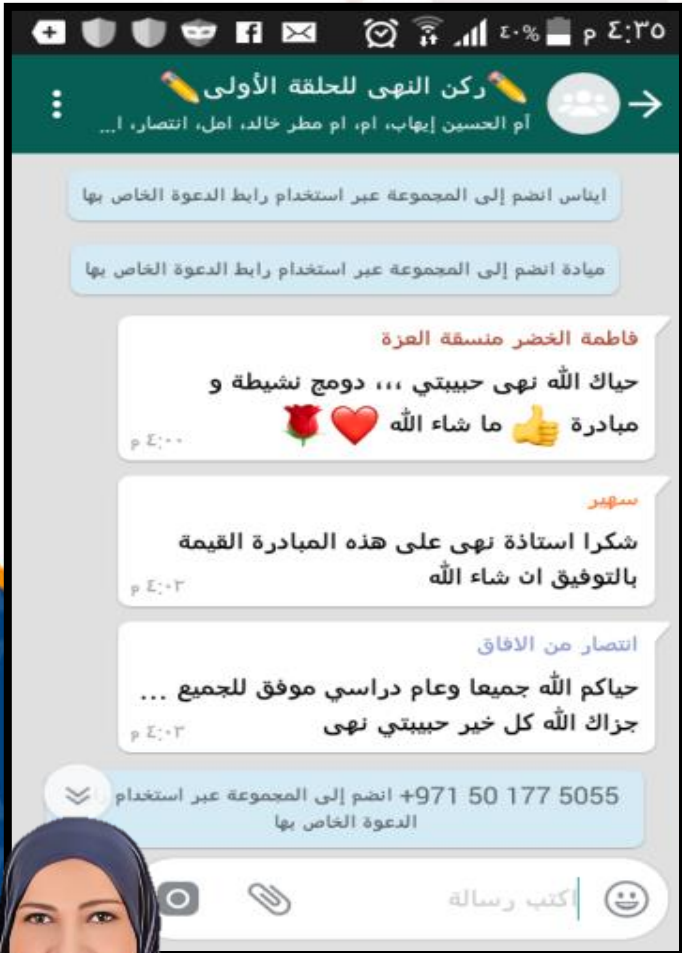 ٤٠% م ٤:٣٥
✏️ركن النهى للحلقة الأولى✏️
آم الحسين إيهاب، ام، ام مطر خالد، امل، انتصار، ا...
ايناس انضم إلى المجموعة عبر استخدام رابط الدعوة الخاص بها
ميادة انضم إلى المجموعة عبر استخدام رابط الدعوة الخاص بها
فاطمة الخضر منسقة العزة
حياك الله نهى حبيبتي ،،، دومج نشيطة و
مبادرة 👍 ما شاء الله ❤️🌹
٤:٠٠ م
سهير
شكرا استاذة نهى على هذه المبادرة القيمة
بالتوفيق ان شاء الله
٤:٠٢ م
انتصار من الافاق
حياكم الله جميعا وعام دراسي موفق للجميع ...
جزاك الله كل خير حبيبتي نهى
٤:٠٣ م
+971 50 177 5055 انضم إلى المجموعة عبر استخدام
الدعوة الخاص بها
اكتب رسالة